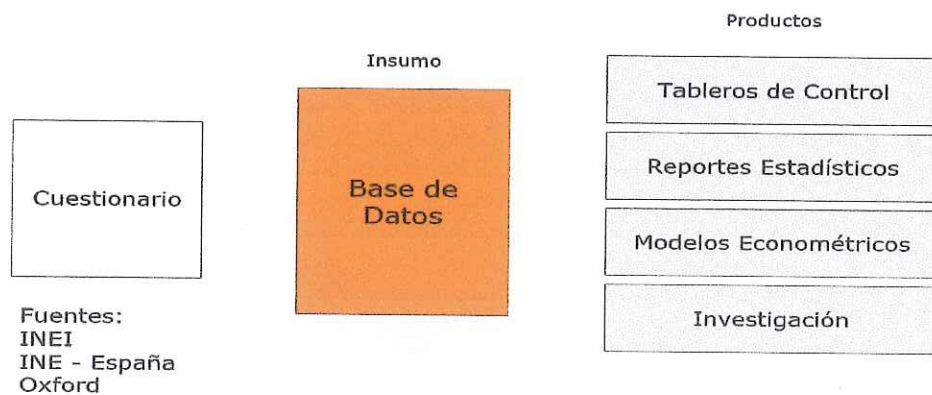 Productos
Insumo
Cuestionario
Fuentes:
INEI
INE - España
Oxford
Base de
Datos
Tableros de Control
Reportes Estadísticos
Modelos Econométricos
Investigación